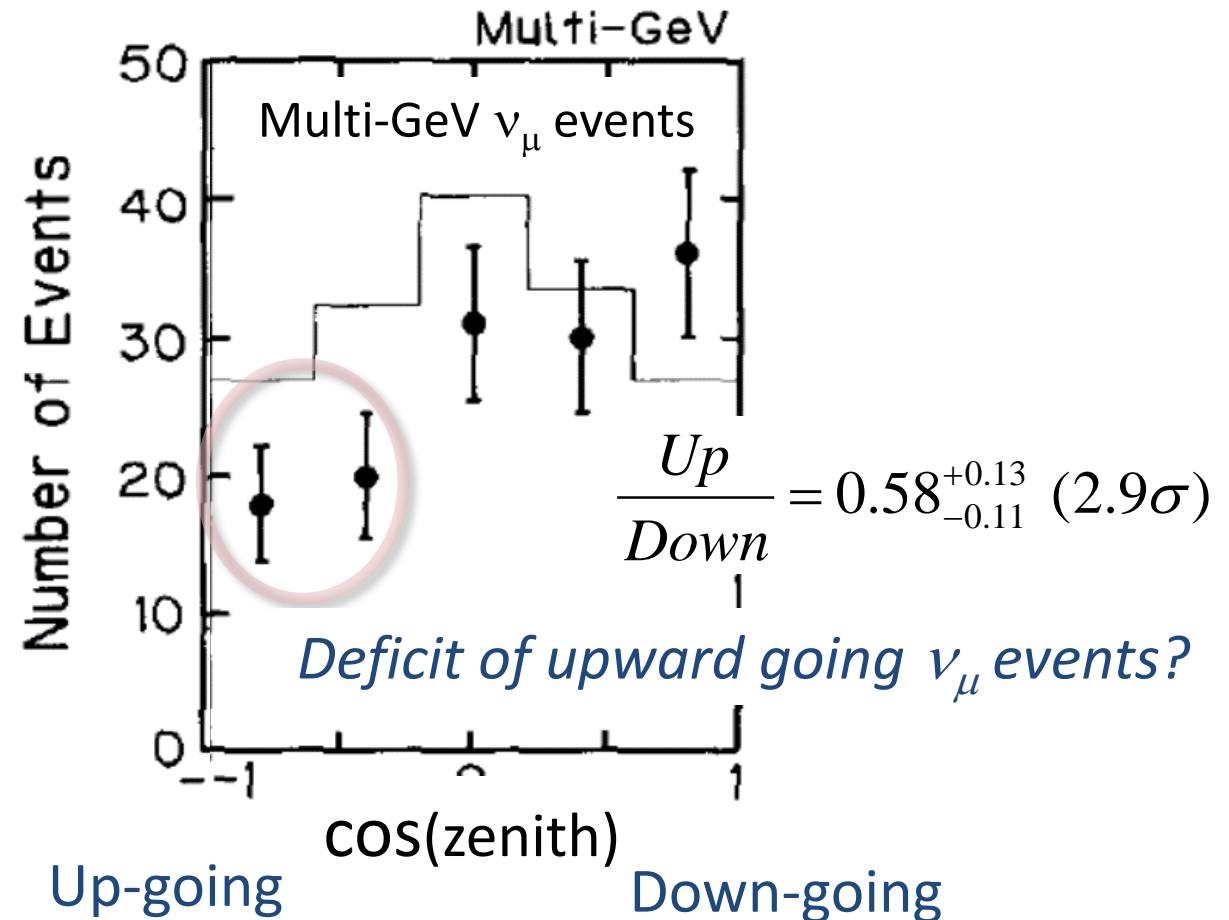 Multi-GeV
Multi-GeV νμ events
Number of Events
50
40
30
20
10
0
Up/Down = 0.58 +0.13 −0.11 (2.9σ)
Deficit of upward going νμ events?
--1
0
1
cos(zenith)
Up-going
Down-going